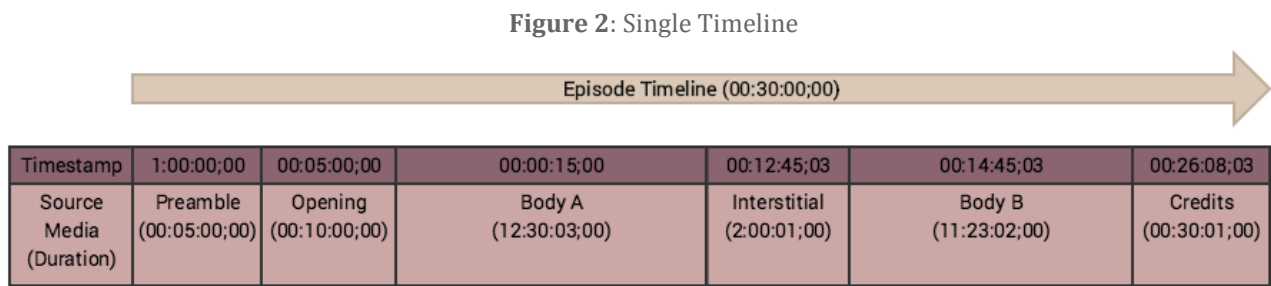 Figure 2: Single Timeline
Episode Timeline (00:30:00;00)
Timestamp 1:00:00;00 00:05:00;00 00:00:15;00 00:12:45;03 00:14:45;03 00:26:08;03
Source Preamble Opening Body A Interstitial Body B Credits
Media (00:05:00;00) (00:10:00;00) (12:30:03;00) (2:00:01;00) (11:23:02;00) (00:30:01;00)
(Duration)